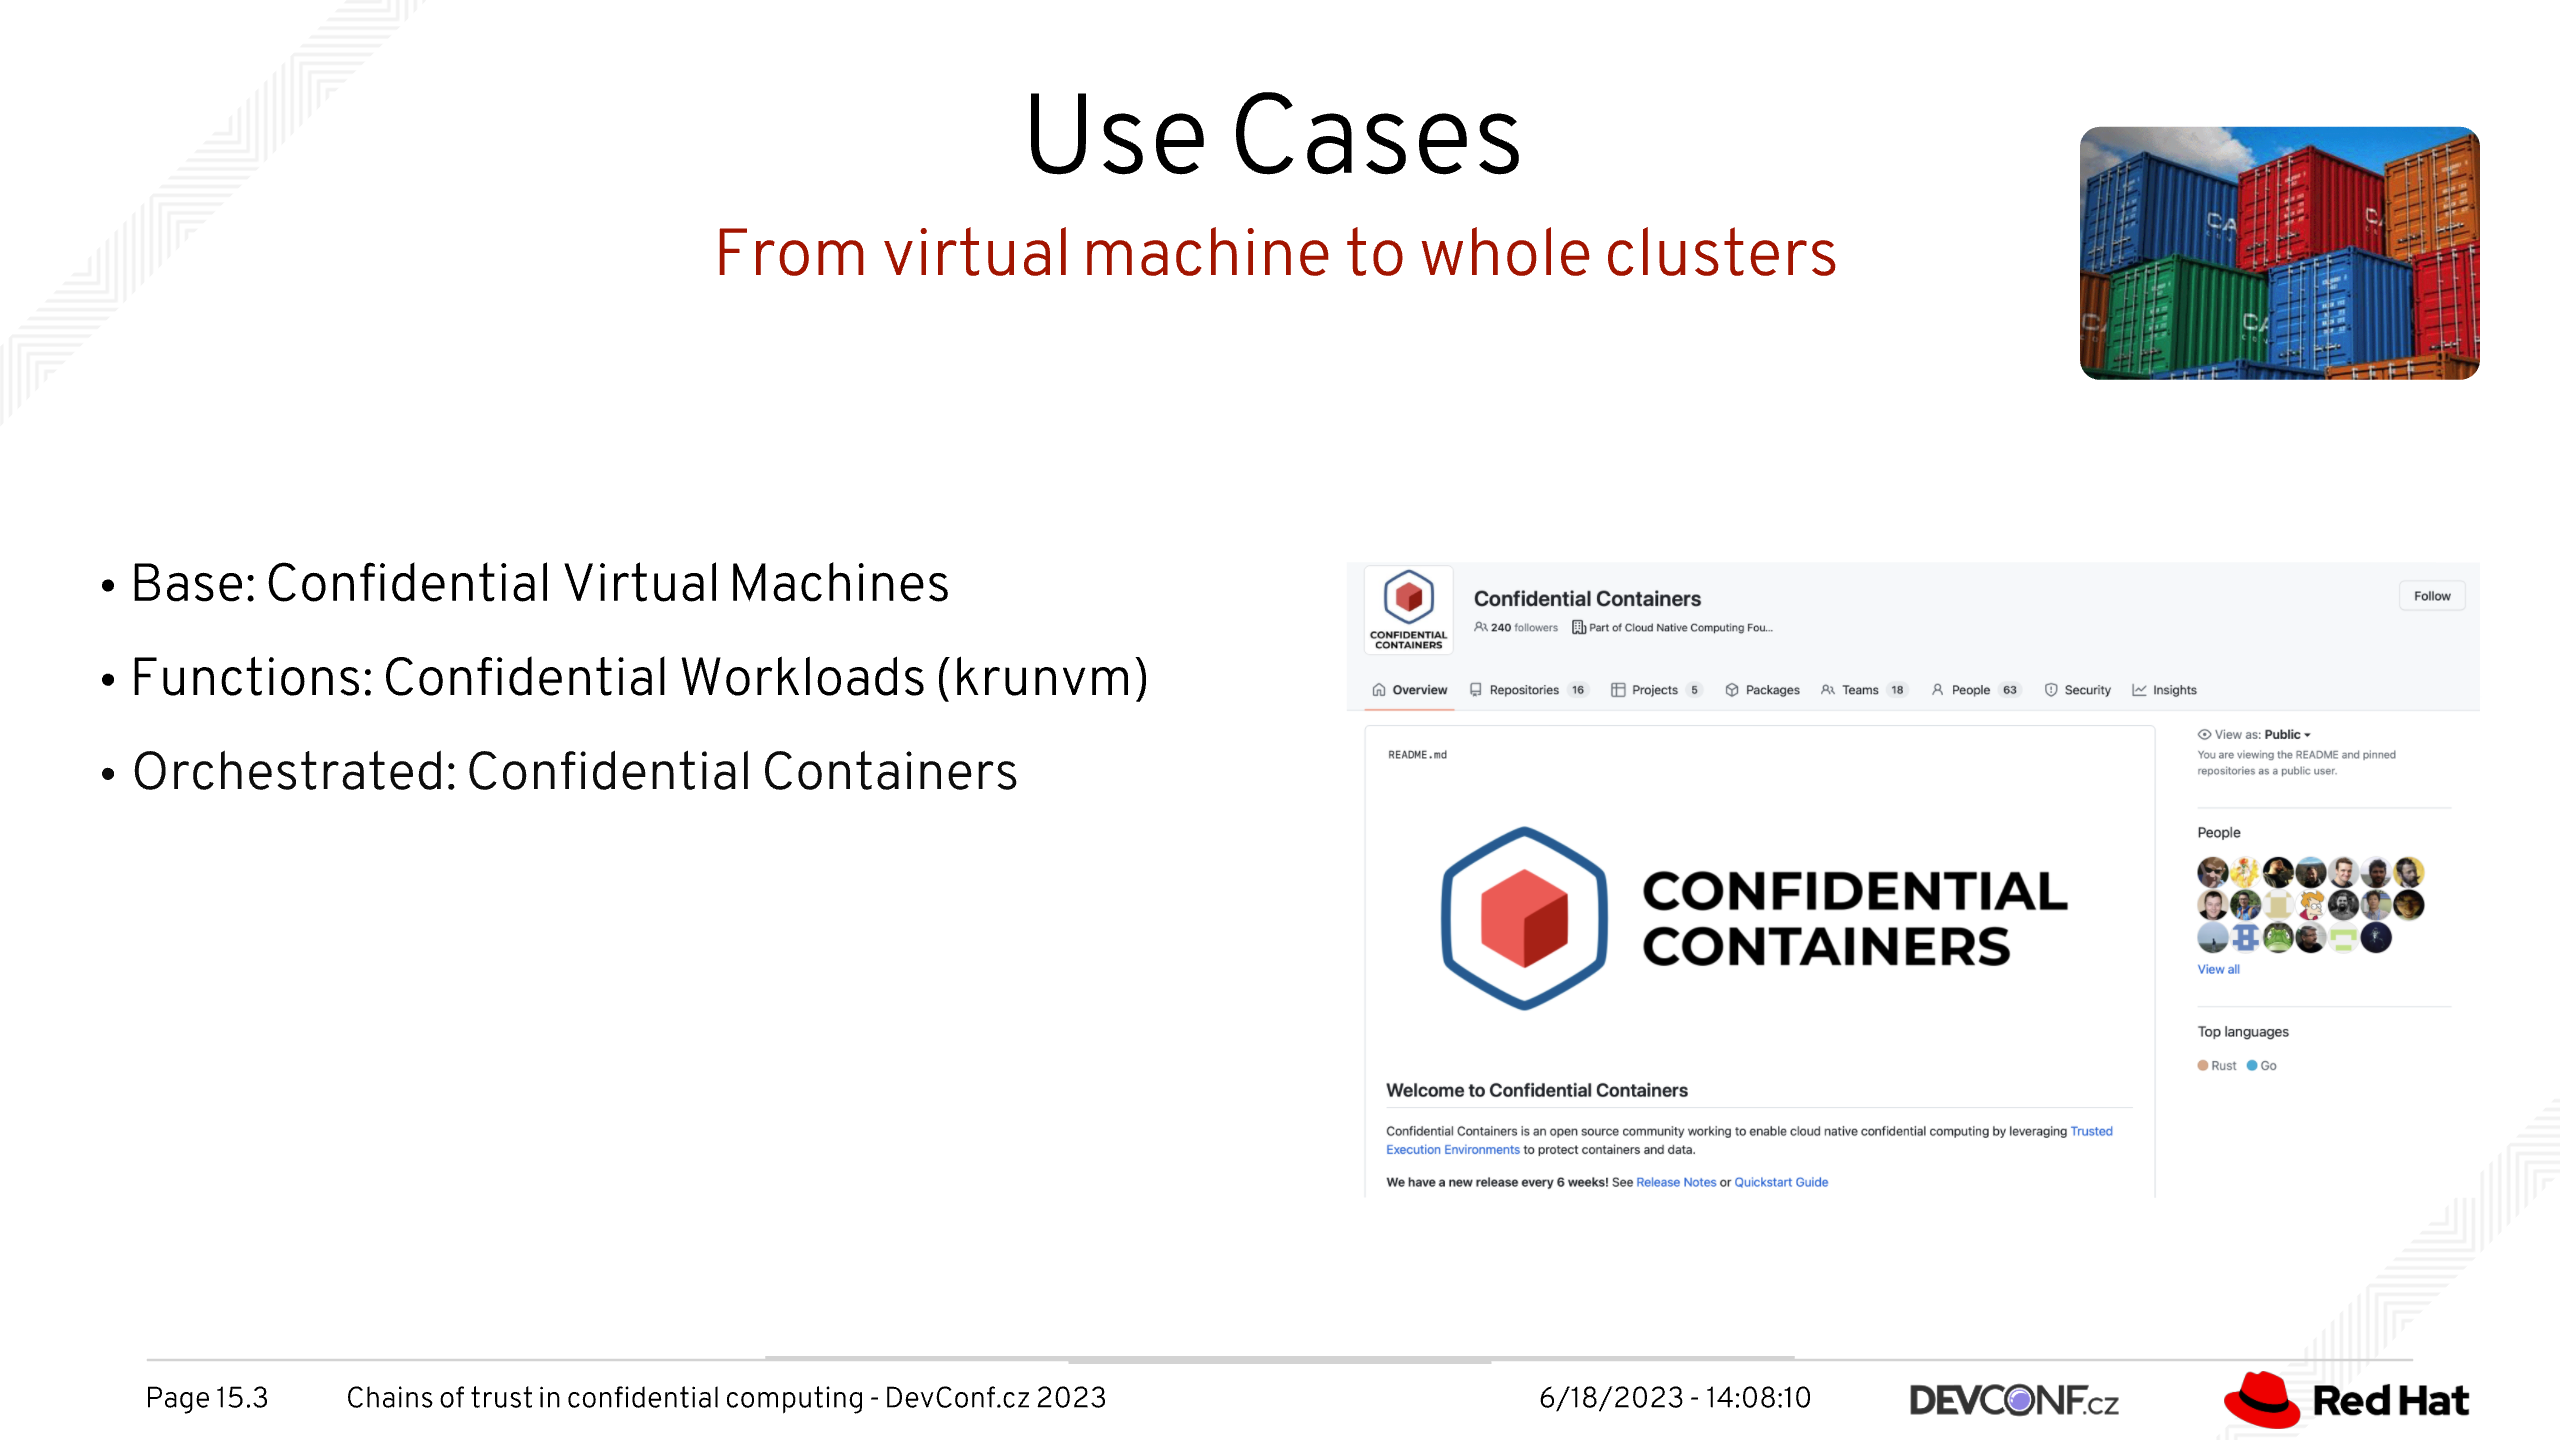 Use Cases
From virtual machine to whole clusters
CA
C
CA
CA
• Base: Confidential Virtual Machines
• Functions: Confidential Workloads (krunvm)
• Orchestrated: Confidential Containers
CONFIDENTIAL
CONTAINERS
Confidential Containers
240 followers Part of Cloud Native Computing Fou...
Follow
Overview Repositories 16 Projects 5 Packages Teams 18 People 63 Security Insights
README.md
CONFIDENTIAL
CONTAINERS
Welcome to Confidential Containers
Confidential Containers is an open source community working to enable cloud native confidential computing by leveraging Trusted
Execution Environments to protect containers and data.
We have a new release every 6 weeks! See Release Notes or Quickstart Guide
View as: Public
You are viewing the README and pinned
repositories as a public user.
People
View all
Top languages
Rust Go
Page 15.3 Chains of trust in confidential computing - DevConf.cz 2023 6/18/2023 - 14:08:10 DEVCONF.cz Red Hat